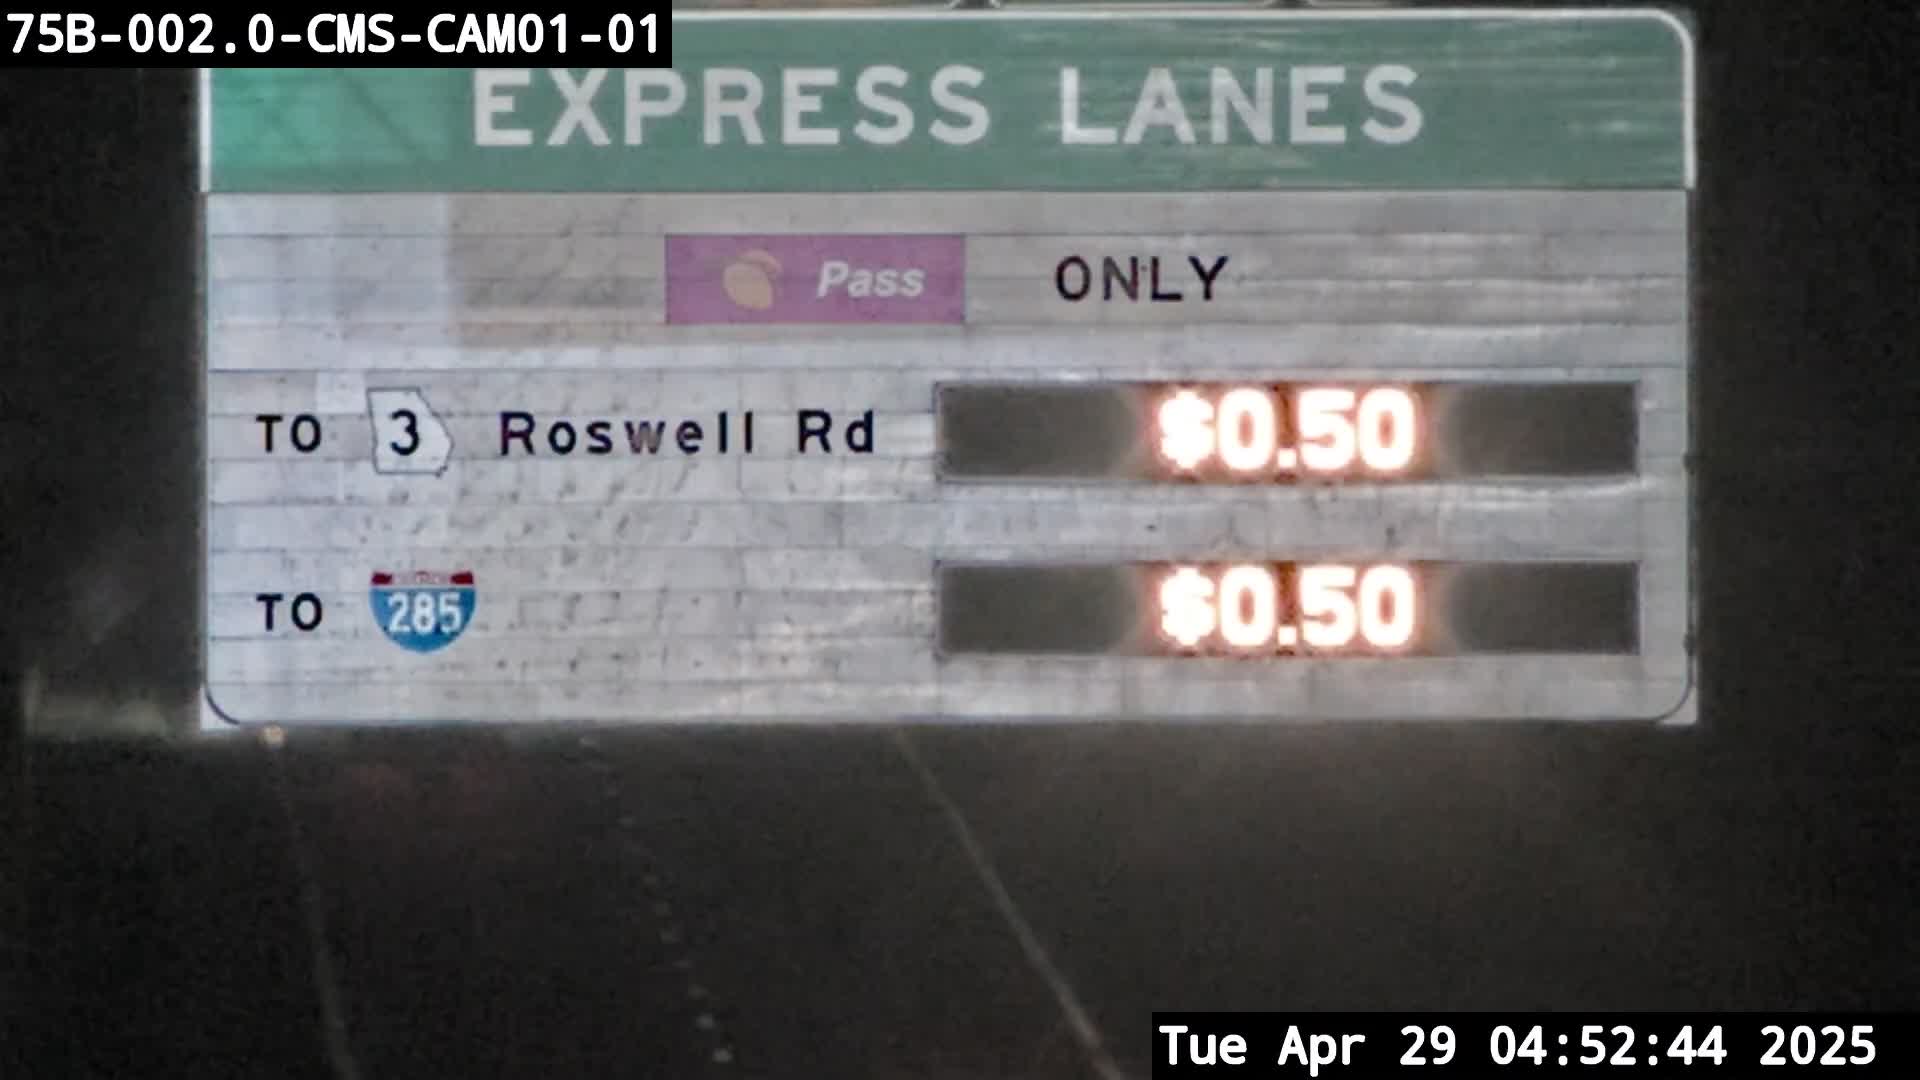 75B-002.0-CMS-CAM01-01
EXPRESS LANES
Pass ONLY
TO 3 Roswell Rd $0.50
TO 285 $0.50
Tue Apr 29 04:52:44 2025